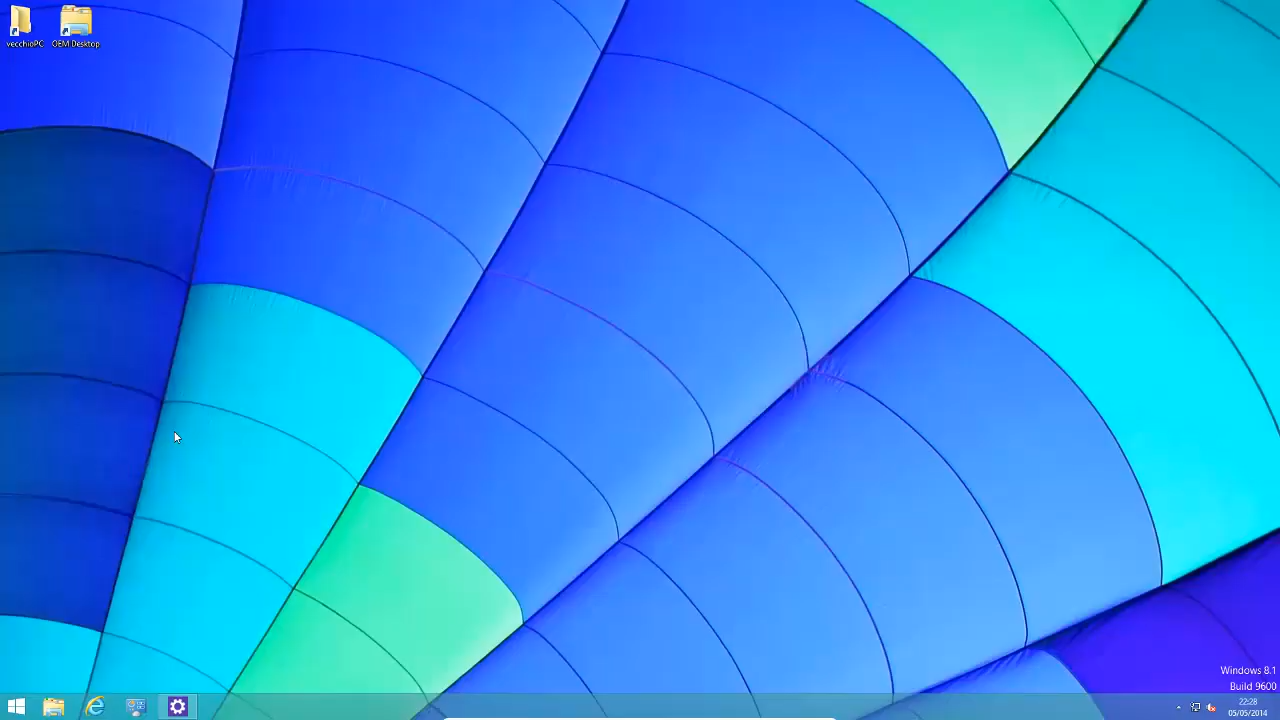 vecchioPC
OEM Desktop
Windows 8.1
Build 9600
22:28
05/05/2014